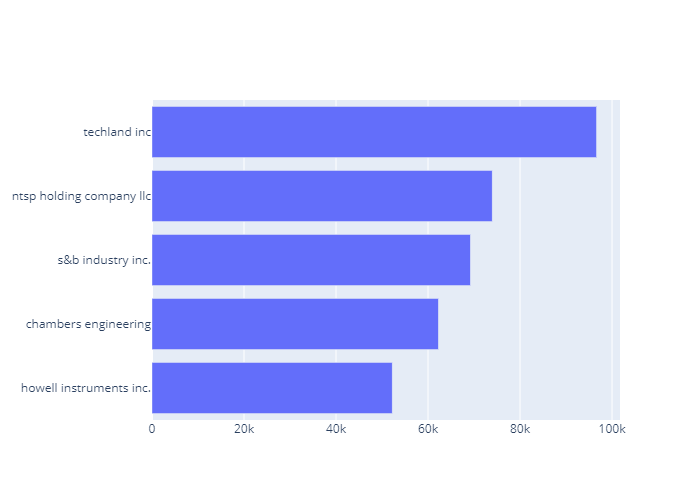 techland inc
ntsp holding company llc
s&b industry inc.
chambers engineering
howell instruments inc.
0 20k 40k 60k 80k 100k